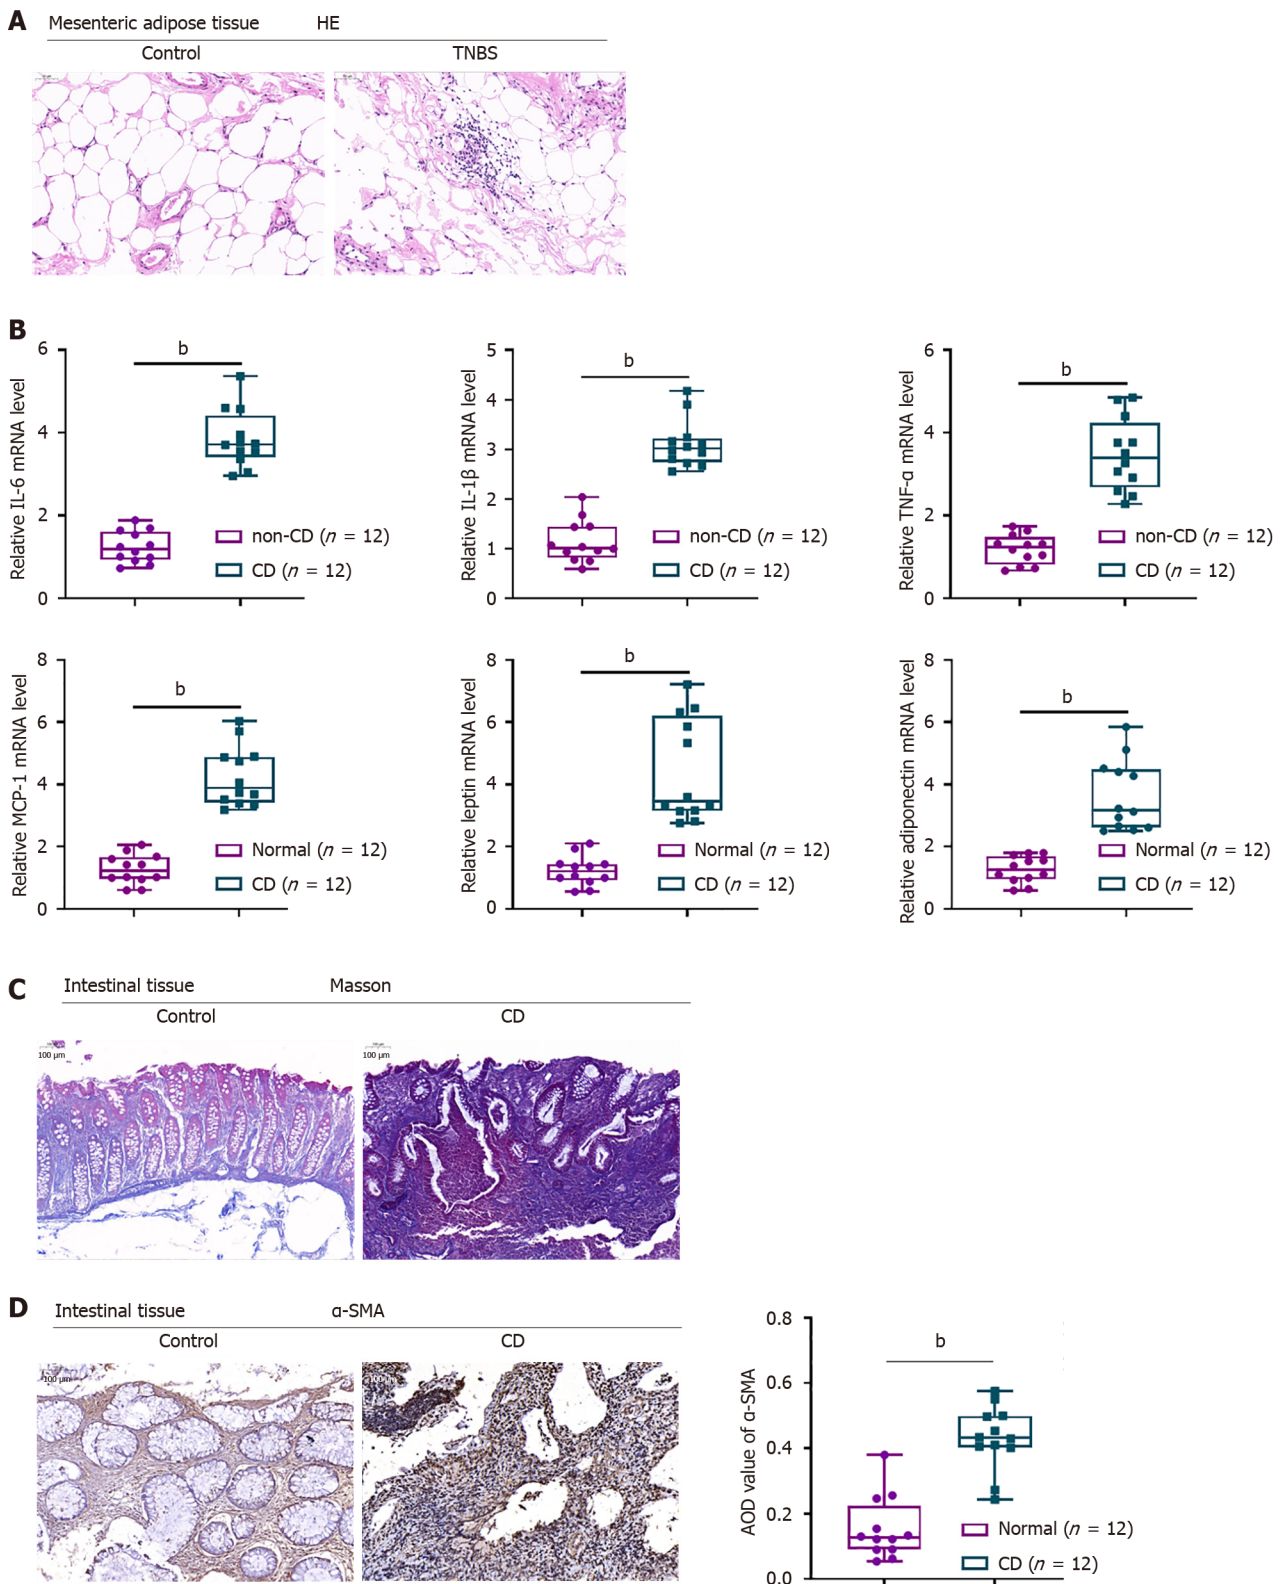 A
Mesenteric adipose tissue HE
Control TNBS
B
Relative IL-6 mRNA level
6
4
2
0
b
non-CD (n = 12)
CD (n = 12)
Relative IL-1β mRNA level
5
4
3
2
1
0
b
non-CD (n = 12)
CD (n = 12)
Relative TNF-α mRNA level
6
4
2
0
b
non-CD (n = 12)
CD (n = 12)
Relative MCP-1 mRNA level
8
6
4
2
0
b
Normal (n = 12)
CD (n = 12)
Relative leptin mRNA level
8
6
4
2
0
b
Normal (n = 12)
CD (n = 12)
Relative adiponectin mRNA level
8
6
4
2
0
b
Normal (n = 12)
CD (n = 12)
C
Intestinal tissue Masson
Control CD
100 μm 100 μm
D
Intestinal tissue α-SMA
Control CD
100 μm 100 μm
AOD value of α-SMA
0.8
0.6
0.4
0.2
0.0
b
Normal (n = 12)
CD (n = 12)